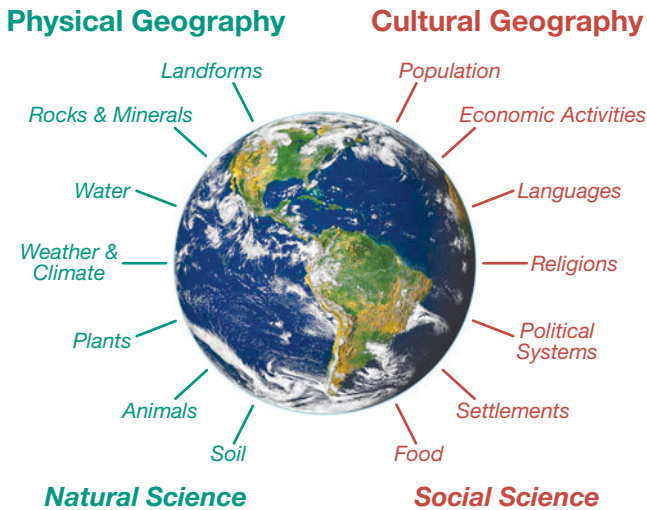 Physical Geography
Cultural Geography
Landforms
Population
Rocks & Minerals
Economic Activities
Water
Languages
Weather &
Climate
Religions
Plants
Political
Systems
Animals
Settlements
Soil
Food
Natural Science
Social Science